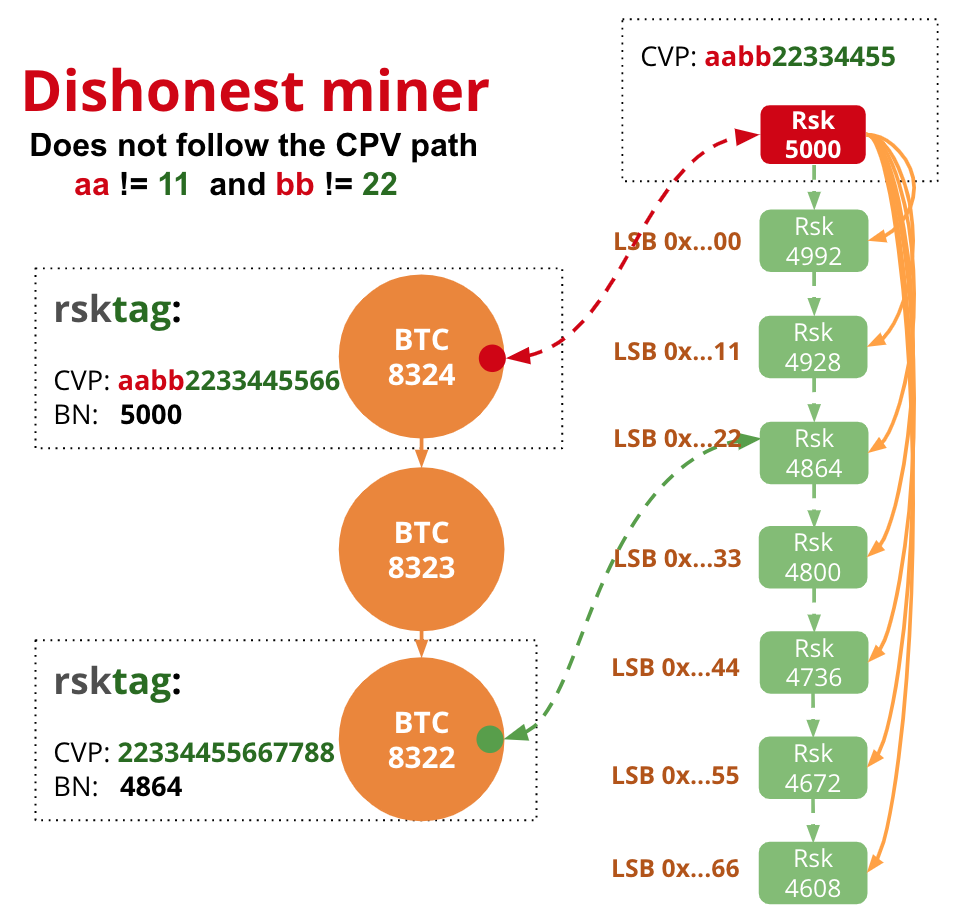 Dishonest miner
Does not follow the CPV path
aa != 11 and bb != 22
CVP: aabb22334455
Rsk
5000
LSB 0x...00
Rsk
4992
LSB 0x...11
Rsk
4928
LSB 0x...22
Rsk
4864
LSB 0x...33
Rsk
4800
LSB 0x...44
Rsk
4736
LSB 0x...55
Rsk
4672
LSB 0x...66
Rsk
4608
rsktag:
CVP: aabb2233445566
BN: 5000
BTC
8324
BTC
8323
rsktag:
CVP: 22334455667788
BN: 4864
BTC
8322